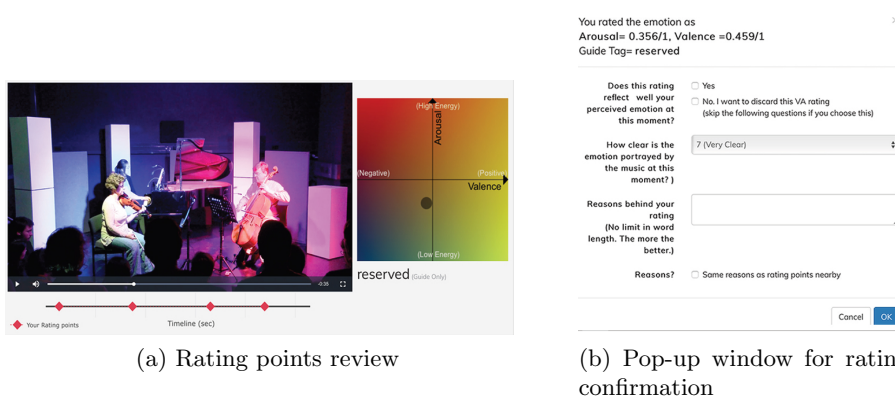 (High Energy)
Arousal
(Negative)
(Positive)
Valence
(Low Energy)
reserved (Guide Only)
-0:35
Your Rating points
Timeline (sec)
(a) Rating points review
You rated the emotion as
Arousal= 0.356/1, Valence =0.459/1
Guide Tag= reserved
Does this rating
reflect well your
perceived emotion at
this moment?
Yes
No. I want to discard this VA rating
(skip the following questions if you choose this)
How clear is the
emotion portrayed by
the music at this
moment? )
7 (Very Clear)
Reasons behind your
rating
(No limit in word
length. The more the
better.)
Reasons?
Same reasons as rating points nearby
Cancel
OK
(b) Pop-up window for ratin
confirmation